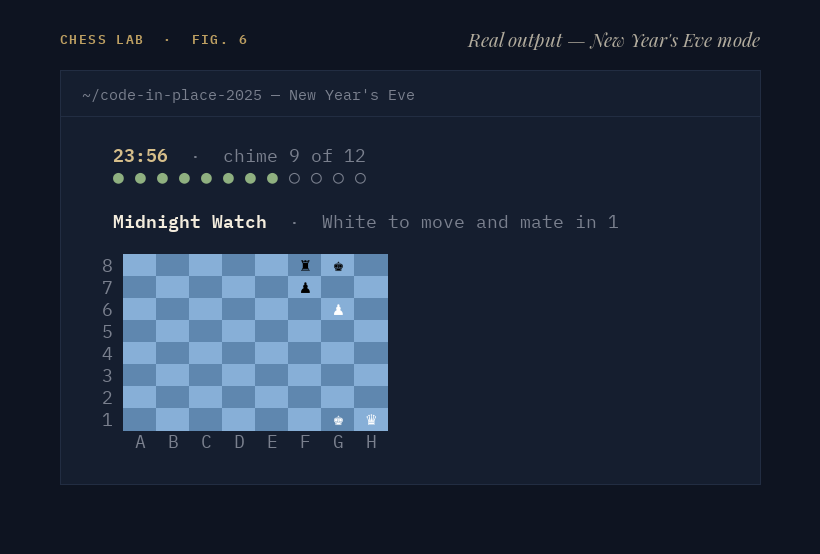 CHESS LAB · FIG. 6
Real output — New Year's Eve mode
~/code-in-place-2025 — New Year's Eve
23:56 · chime 9 of 12
Midnight Watch · White to move and mate in 1
8
7
6
5
4
3
2
1
A B C D E F G H